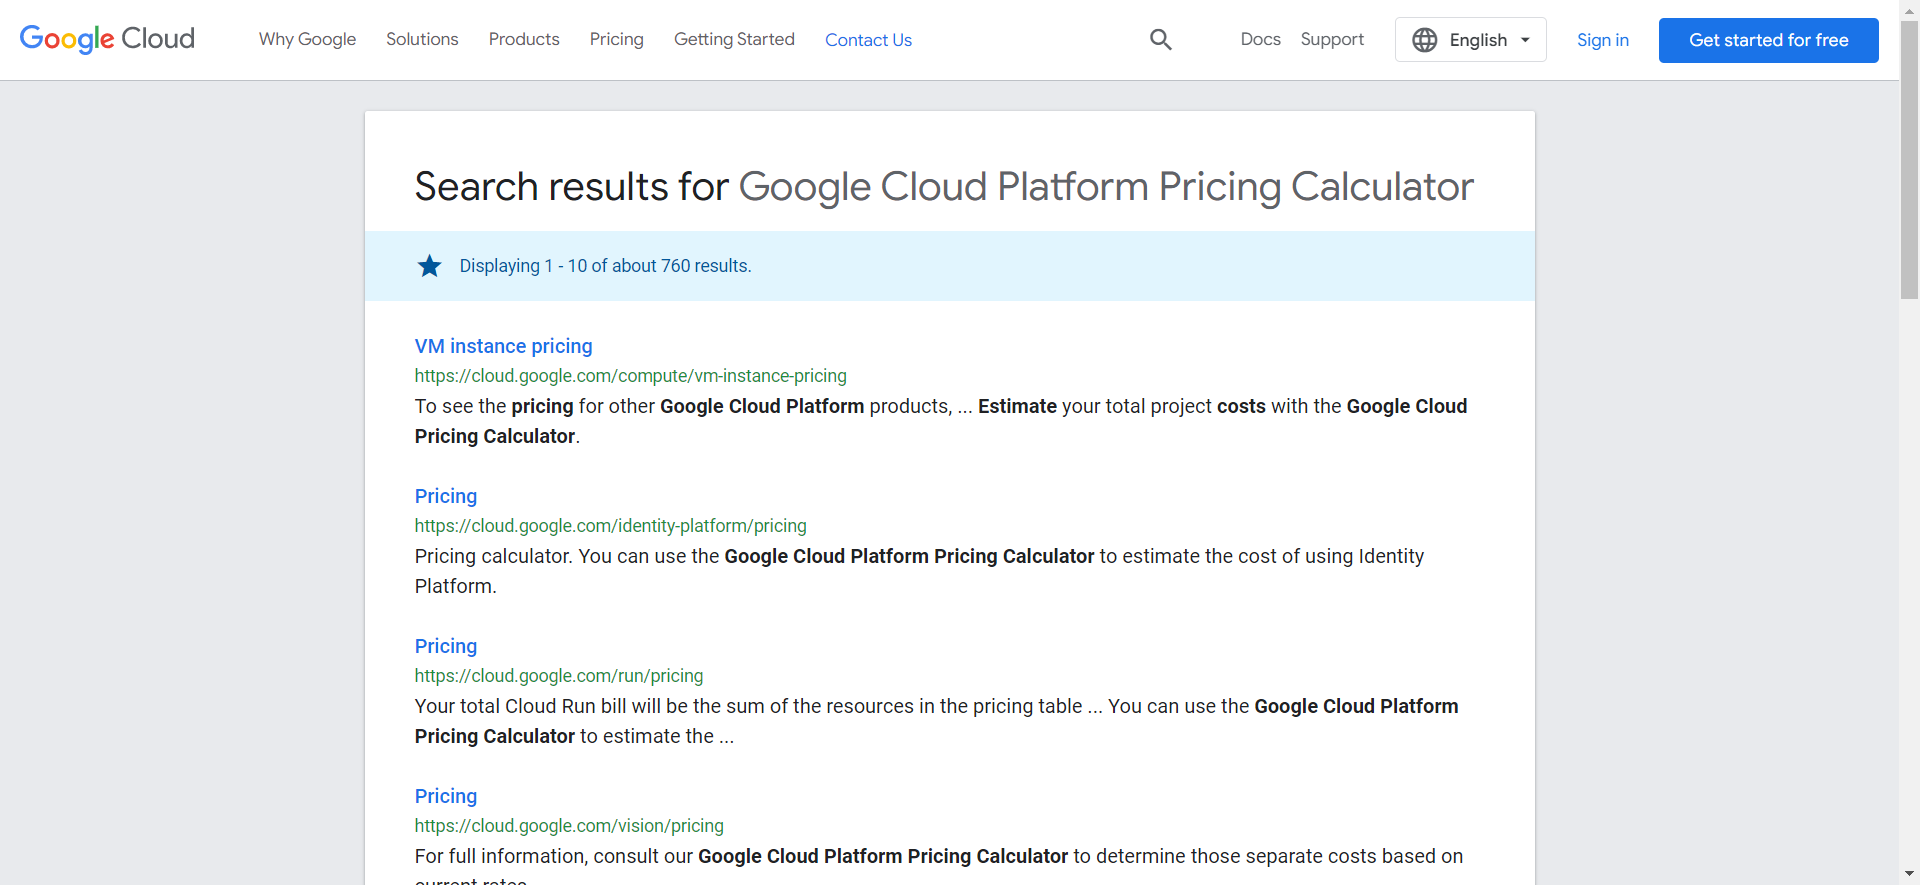 Google Cloud Why Google Solutions Products Pricing Getting Started Contact Us Docs Support English Sign in Get started for free
Search results for Google Cloud Platform Pricing Calculator
Displaying 1 - 10 of about 760 results.
VM instance pricing
https://cloud.google.com/compute/vm-instance-pricing
To see the pricing for other Google Cloud Platform products, ... Estimate your total project costs with the Google Cloud
Pricing Calculator.
Pricing
https://cloud.google.com/identity-platform/pricing
Pricing calculator. You can use the Google Cloud Platform Pricing Calculator to estimate the cost of using Identity
Platform.
Pricing
https://cloud.google.com/run/pricing
Your total Cloud Run bill will be the sum of the resources in the pricing table ... You can use the Google Cloud Platform
Pricing Calculator to estimate the ...
Pricing
https://cloud.google.com/vision/pricing
For full information, consult our Google Cloud Platform Pricing Calculator to determine those separate costs based on
current rates.